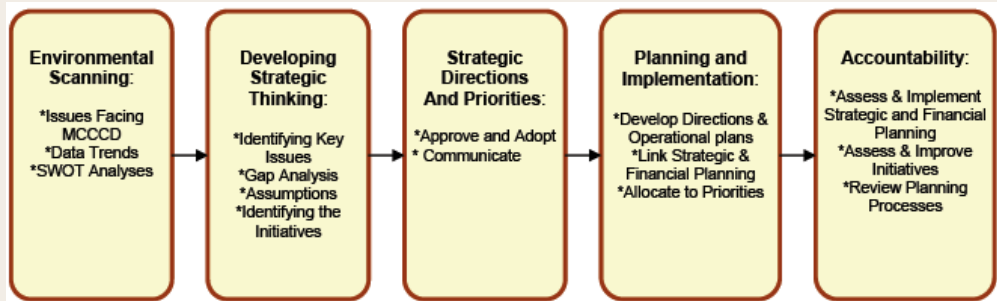 Environmental
Scanning:
*Issues Facing
MCCCD
*Data Trends
*SWOT Analyses
Developing
Strategic
Thinking:
*Identifying Key
Issues
*Gap Analysis
*Assumptions
*Identifying the
Initiatives
Strategic
Directions
And Priorities:
*Approve and Adopt
* Communicate
Planning and
Implementation:
*Develop Directions &
Operational plans
*Link Strategic &
Financial Planning
*Allocate to Priorities
Accountability:
*Assess & Implement
Strategic and Financial
Planning
*Assess & Improve
Initiatives
*Review Planning
Processes